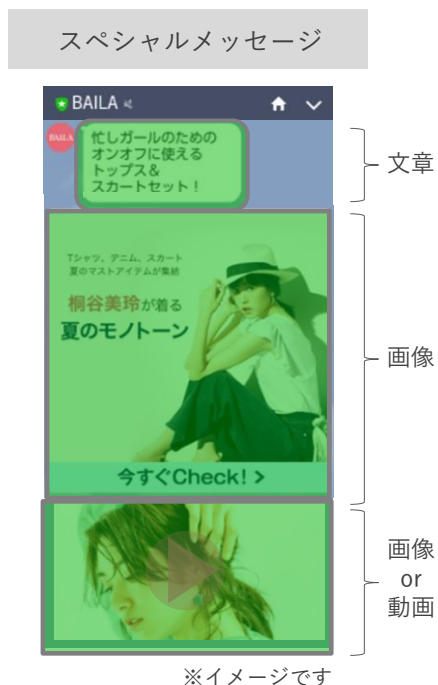 スペシャルメッセージ
BAILA
BAILA
忙しガールのための
オンオフに使える
トップス&
スカートセット！
文章
Tシャツ、デニム、スカート
夏のマストアイテムが集結
桐谷美玲が着る
夏のモノトーン
今すぐCheck! >
画像
画像
or
動画
※イメージです